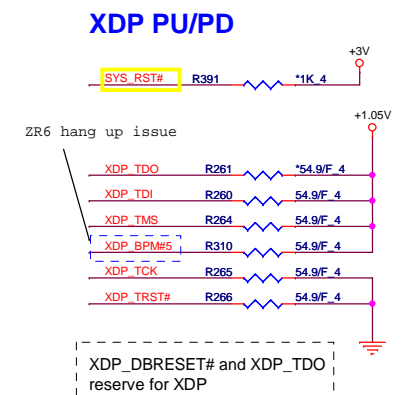 XDP PU/PD
+3V
SYS_RST# R391 *1K_4
+1.05V
ZR6 hang up issue
XDP_TDO R261 *54.9/F_4
XDP_TDI R260 54.9/F_4
XDP_TMS R264 54.9/F_4
XDP_BPM#5 R310 54.9/F_4
XDP_TCK R265 54.9/F_4
XDP_TRST# R266 54.9/F_4
XDP_DBRESET# and XDP_TDO
reserve for XDP